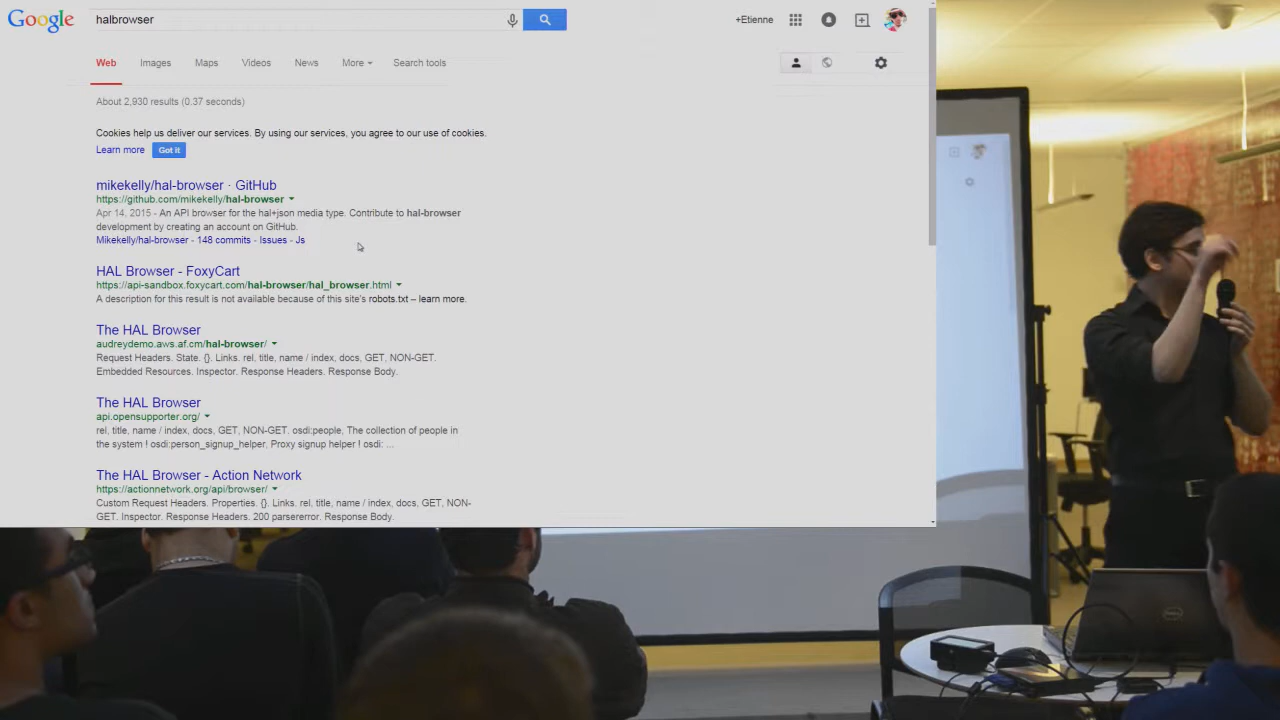 Google
halbrowser
+Etienne
Web Images Maps Videos News More Search tools
About 2,930 results (0.37 seconds)
Cookies help us deliver our services. By using our services, you agree to our use of cookies.
Learn more Got it
mikekelly/hal-browser · GitHub
https://github.com/mikekelly/hal-browser
Apr 14, 2015 - An API browser for the hal+json media type. Contribute to hal-browser
development by creating an account on GitHub.
Mikekelly/hal-browser - 148 commits - Issues - Js
HAL Browser - FoxyCart
https://api-sandbox.foxycart.com/hal-browser/hal_browser.html
A description for this result is not available because of this site's robots.txt – learn more.
The HAL Browser
audreydemo.aws.af.cm/hal-browser/
Request Headers. State. {}. Links. rel, title, name / index, docs, GET, NON-GET.
Embedded Resources. Inspector. Response Headers. Response Body.
The HAL Browser
api.opensupporter.org/
rel, title, name / index, docs, GET, NON-GET. osdi:people, The collection of people in
the system ! osdi:person_signup_helper, Proxy signup helper ! osdi: ...
The HAL Browser - Action Network
https://actionnetwork.org/api/browser/
Custom Request Headers. Properties. {}. Links. rel, title, name / index, docs, GET, NON-
GET. Inspector. Response Headers. 200 parsererror. Response Body.
DELL